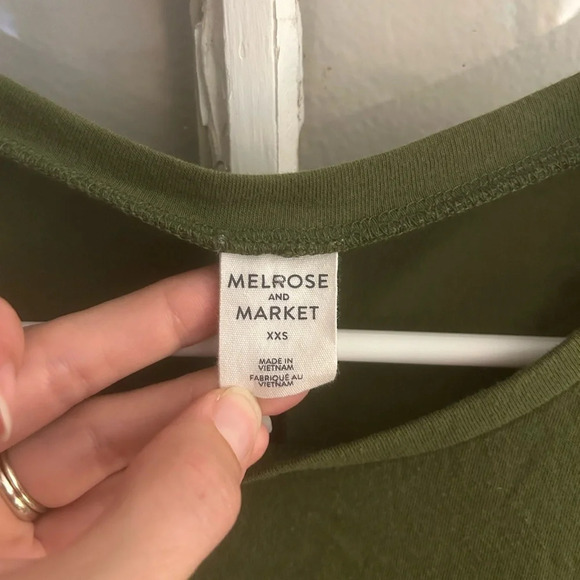 MELROSE
AND
MARKET
XXS
MADE IN
VIETNAM
FABRIQUÉ AU
VIETNAM